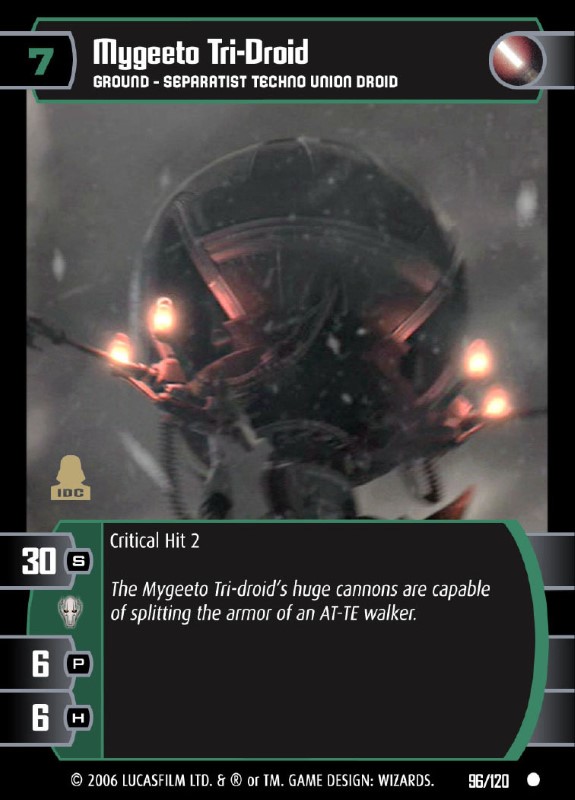 7
Mygeeto Tri-Droid
GROUND - SEPARATIST TECHNO UNION DROID
IDC
30 S
Critical Hit 2
The Mygeeto Tri-droid's huge cannons are capable
of splitting the armor of an AT-TE walker.
6 P
6 H
© 2006 LUCASFILM LTD. & ® or TM. GAME DESIGN: WIZARDS. 96/120